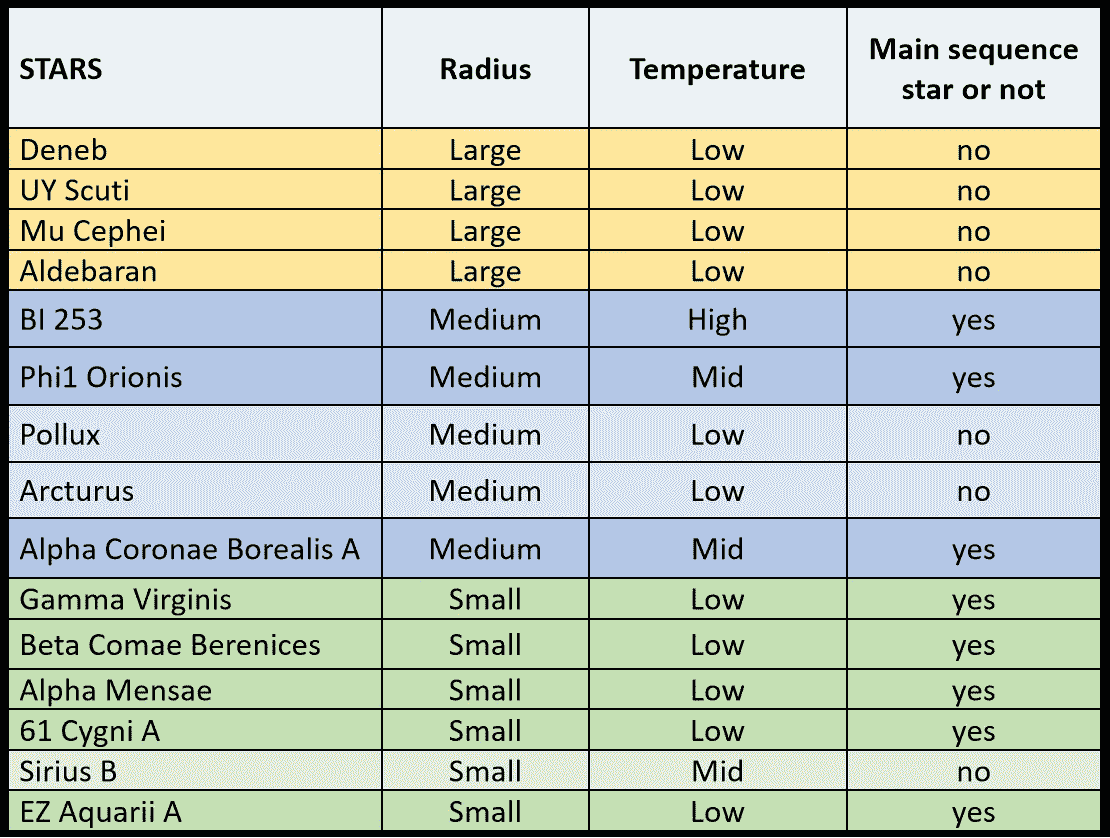 STARS Radius Temperature Main sequence
star or not
Deneb Large Low no
UY Scuti Large Low no
Mu Cephei Large Low no
Aldebaran Large Low no
BI 253 Medium High yes
Phi1 Orionis Medium Mid yes
Pollux Medium Low no
Arcturus Medium Low no
Alpha Coronae Borealis A Medium Mid yes
Gamma Virginis Small Low yes
Beta Comae Berenices Small Low yes
Alpha Mensae Small Low yes
61 Cygni A Small Low yes
Sirius B Small Mid no
EZ Aquarii A Small Low yes